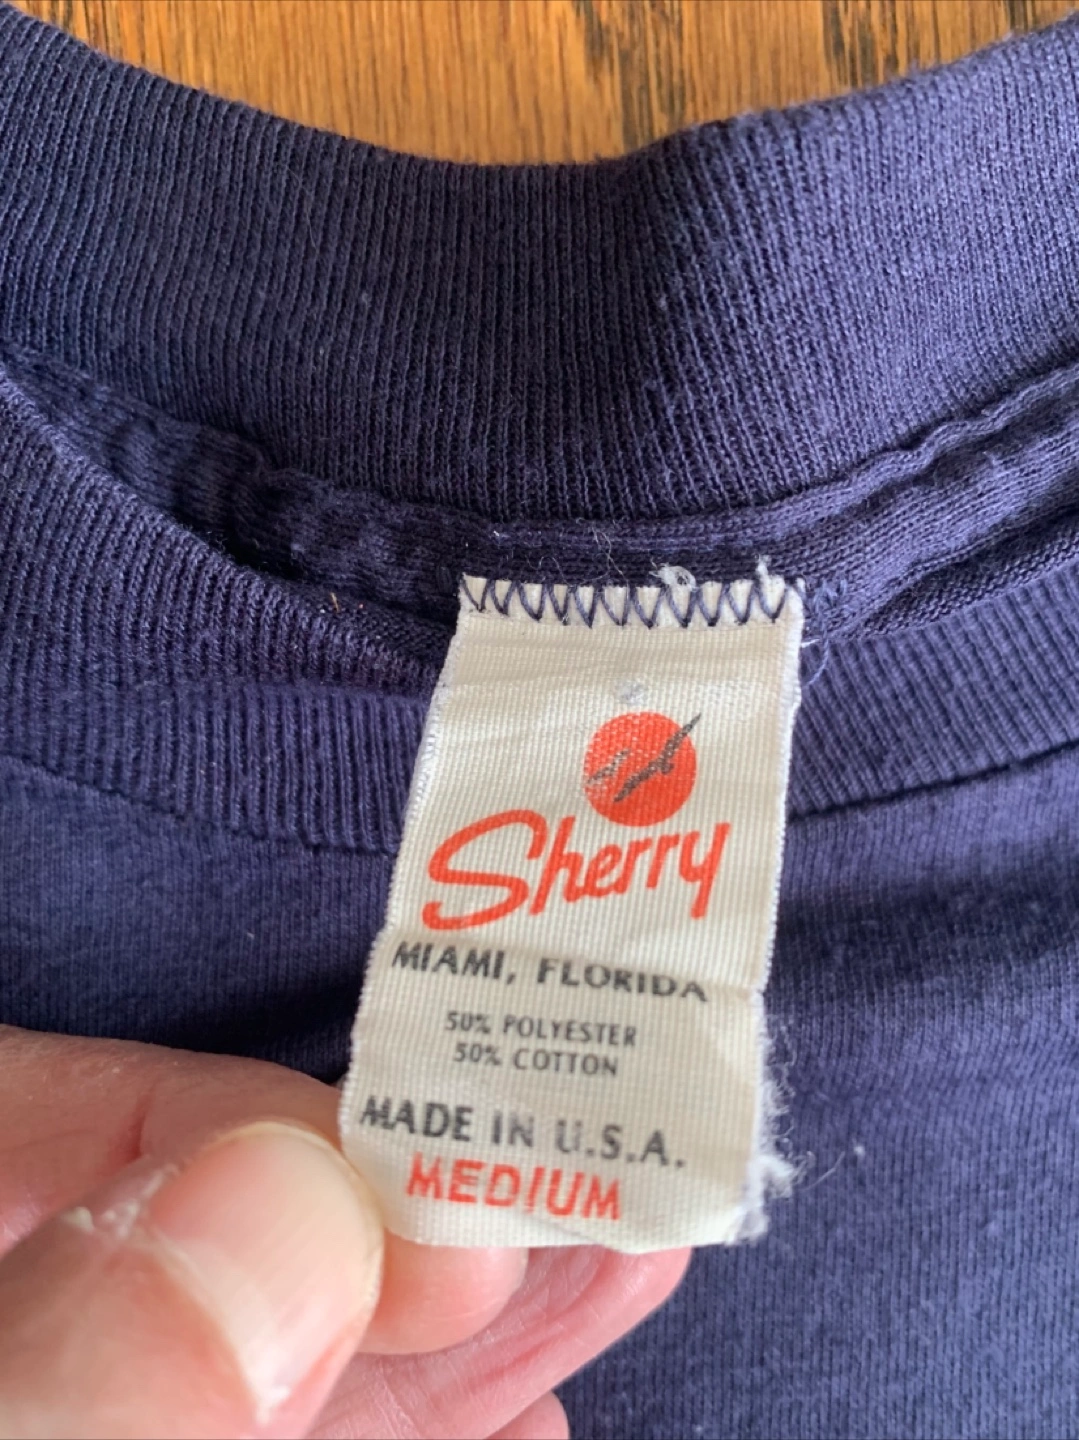 Sherry
MIAMI, FLORIDA
50% POLYESTER
50% COTTON
MADE IN U.S.A.
MEDIUM